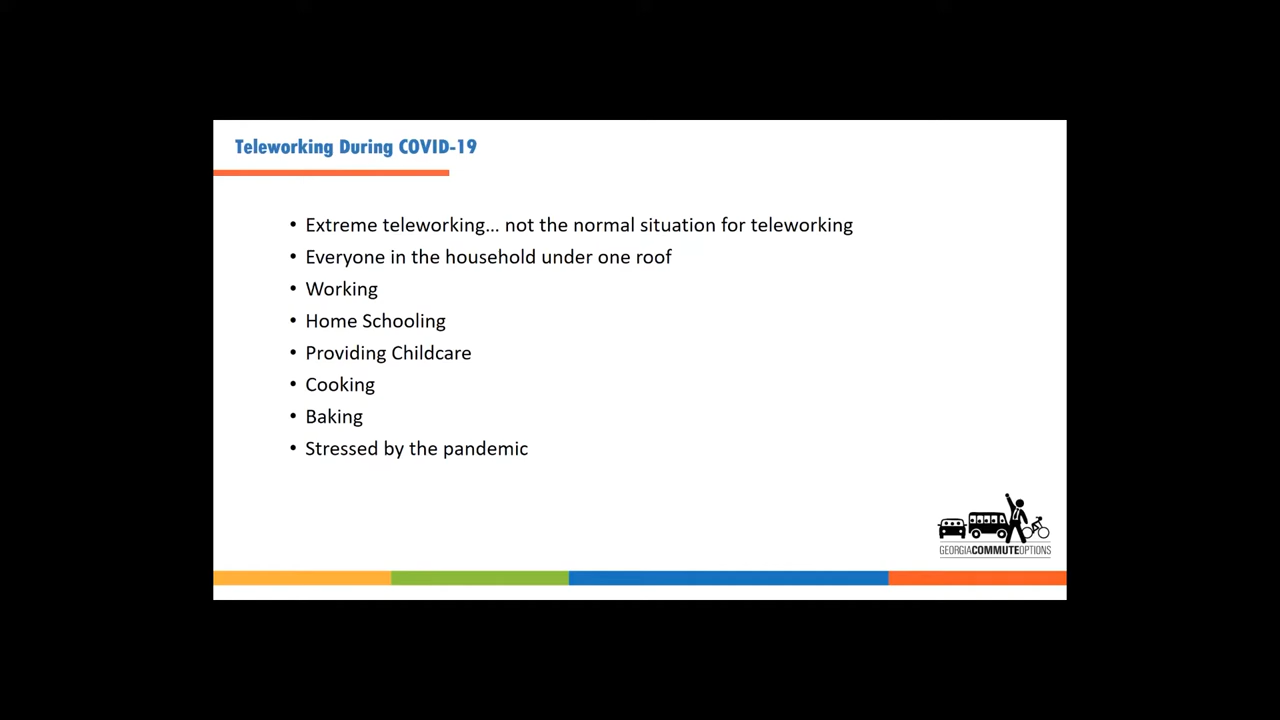 Teleworking During COVID-19
• Extreme teleworking... not the normal situation for teleworking
• Everyone in the household under one roof
• Working
• Home Schooling
• Providing Childcare
• Cooking
• Baking
• Stressed by the pandemic
GEORGIACOMMUTEOPTIONS